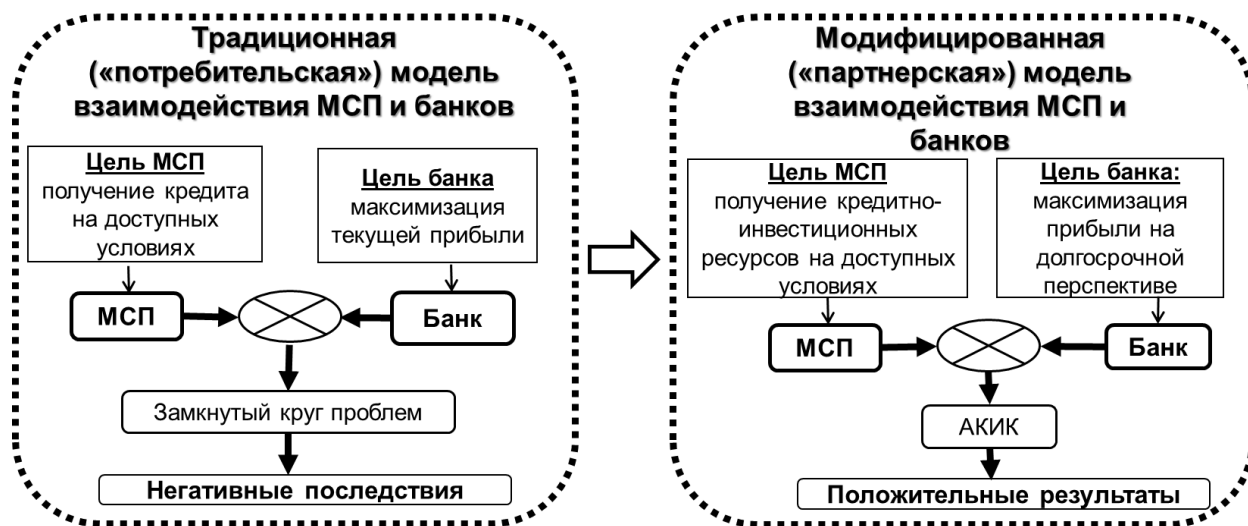 Традиционная
(«потребительская») модель
взаимодействия МСП и банков
Цель МСП
получение кредита
на доступных
условиях
Цель банка
максимизация
текущей прибыли
МСП
Банк
Замкнутый круг проблем
Негативные последствия
Модифицированная
(«партнерская») модель
взаимодействия МСП и
банков
Цель МСП
получение кредитно-
инвестиционных
ресурсов на доступных
условиях
Цель банка:
максимизация
прибыли на
долгосрочной
перспективе
МСП
Банк
АКИК
Положительные результаты